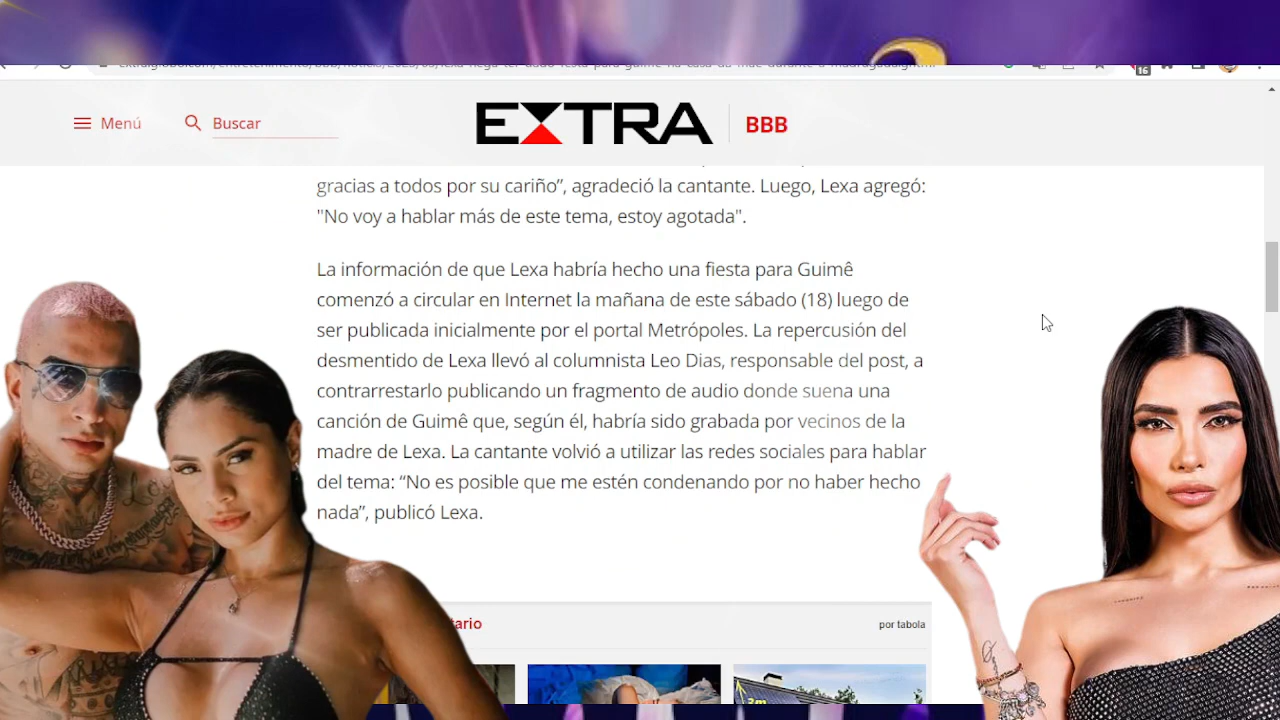 16
Menú
Buscar
EXTRA
BBB
gracias a todos por su cariño”, agradeció la cantante. Luego, Lexa agregó:
"No voy a hablar más de este tema, estoy agotada".
La información de que Lexa habría hecho una fiesta para Guimê
comenzó a circular en Internet la mañana de este sábado (18) luego de
ser publicada inicialmente por el portal Metrópoles. La repercusión del
desmentido de Lexa llevó al columnista Leo Dias, responsable del post, a
contrarrestarlo publicando un fragmento de audio donde suena una
canción de Guimê que, según él, habría sido grabada por vecinos de la
madre de Lexa. La cantante volvió a utilizar las redes sociales para hablar
del tema: “No es posible que me estén condenando por no haber hecho
nada”, publicó Lexa.
tario
por tabola
3m